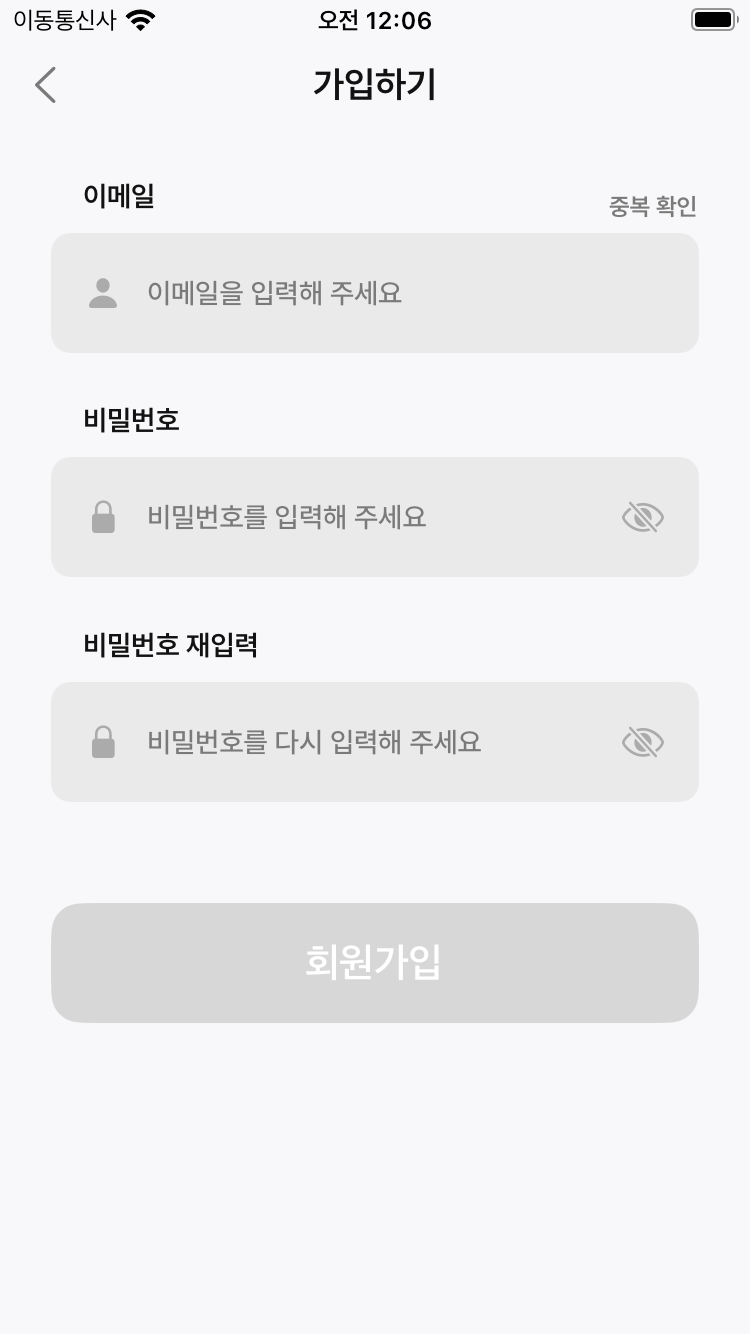 이동통신사 오전 12:06
가입하기
이메일
중복 확인
이메일을 입력해 주세요
비밀번호
비밀번호를 입력해 주세요
비밀번호 재입력
비밀번호를 다시 입력해 주세요
회원가입